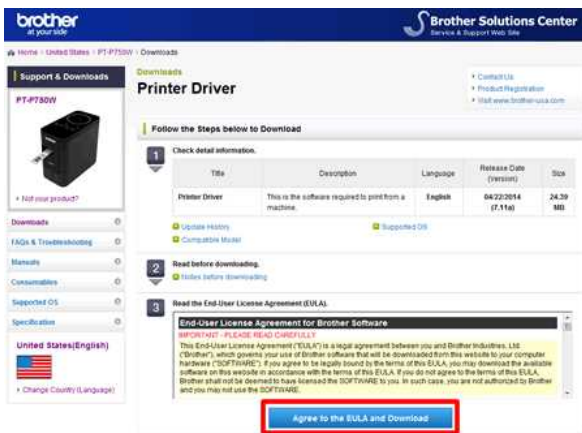 brother
at your side
Brother Solutions Center
Service & Support Web Site
Home > United States > PT-P750W > Downloads
Support & Downloads
PT-P750W
Not your product?
Downloads
FAQs & Troubleshooting
Manuals
Consumables
Supported OS
Specification
United States(English)
Change Country (Language)
Downloads
Printer Driver
Contact Us
Product Registration
Visit www.brother-usa.com
Follow the Steps below to Download
1
Check detail information.
Title Description Language Release Date (Version) Size
Printer Driver This is the software required to print from a machine. English 04/22/2014 (7.11a) 24.39 MB
Update History
Supported OS
Compatible Model
2
Read before downloading.
Notes before downloading
3
Read the End-User License Agreement (EULA).
End-User License Agreement for Brother Software
IMPORTANT - PLEASE READ CAREFULLY
This End-User License Agreement ("EULA") is a legal agreement between you and Brother Industries, Ltd.
("Brother"), which governs your use of Brother software that will be downloaded from this website to your computer
hardware ("SOFTWARE"). If you agree to be legally bound by the terms of this EULA, you may download the available
software on this website in accordance with the terms of this EULA. If you do not agree to the terms of this EULA,
Brother shall not be deemed to have licensed the SOFTWARE to you. In such case, you are not authorized by Brother
and you may not use the SOFTWARE.
Agree to the EULA and Download